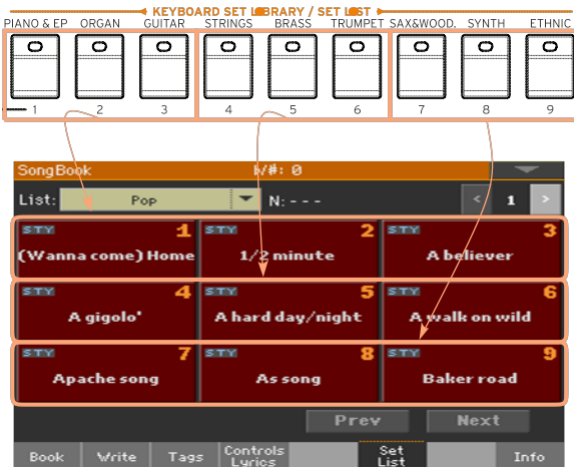 KEYBOARD SET LIBRARY / SET LIST
PIANO & EP ORGAN GUITAR STRINGS BRASS TRUMPET SAX&WOOD. SYNTH ETHNIC
1 2 3 4 5 6 7 8 9
SongBook ♭/#: 0
List: Pop N: --- < 1 >
STY 1 STY 2 STY 3
(Wanna come) Home 1/2 minute A believer
STY 4 STY 5 STY 6
A gigolo' A hard day/night A walk on wild
STY 7 STY 8 STY 9
Apache song As song Baker road
Prev Next
Book Write Tags Controls Lyrics Set List Info